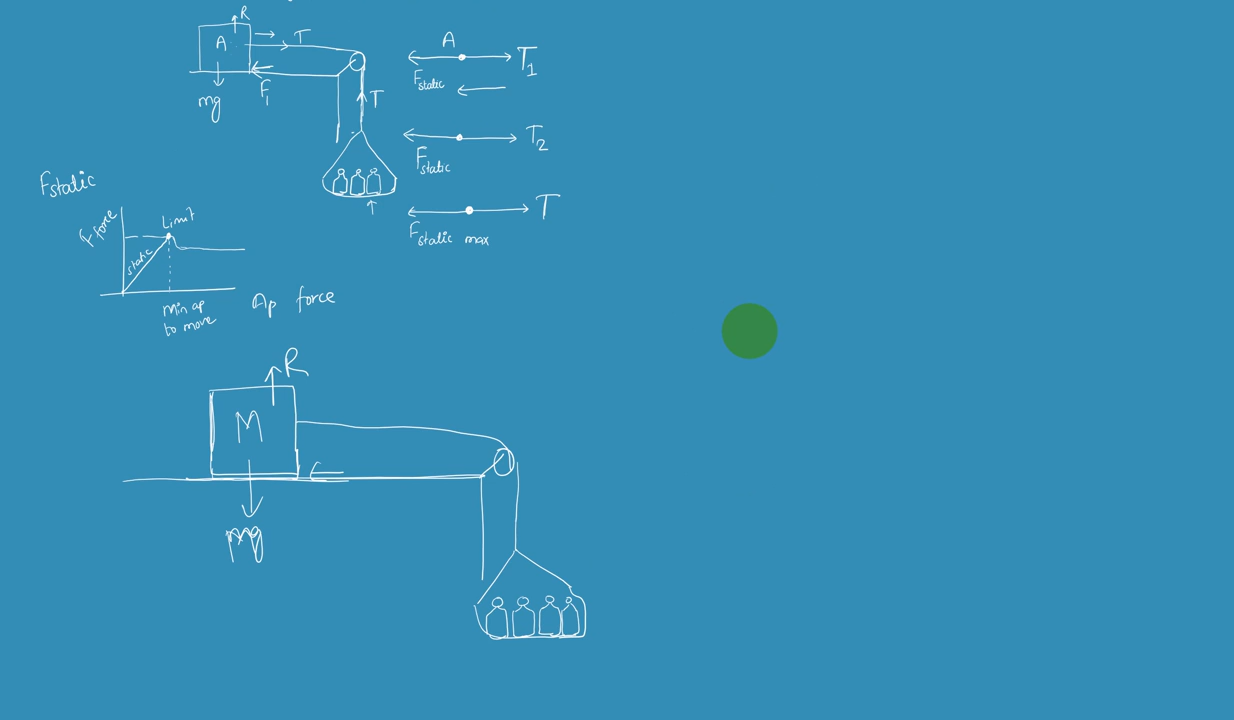 R
A
T
mg
F1
T
A
T1
Fstatic
T2
Fstatic
T
Fstatic max
Fstatic
F force
Limit
static
Min ap
to move
Ap force
R
M
mg